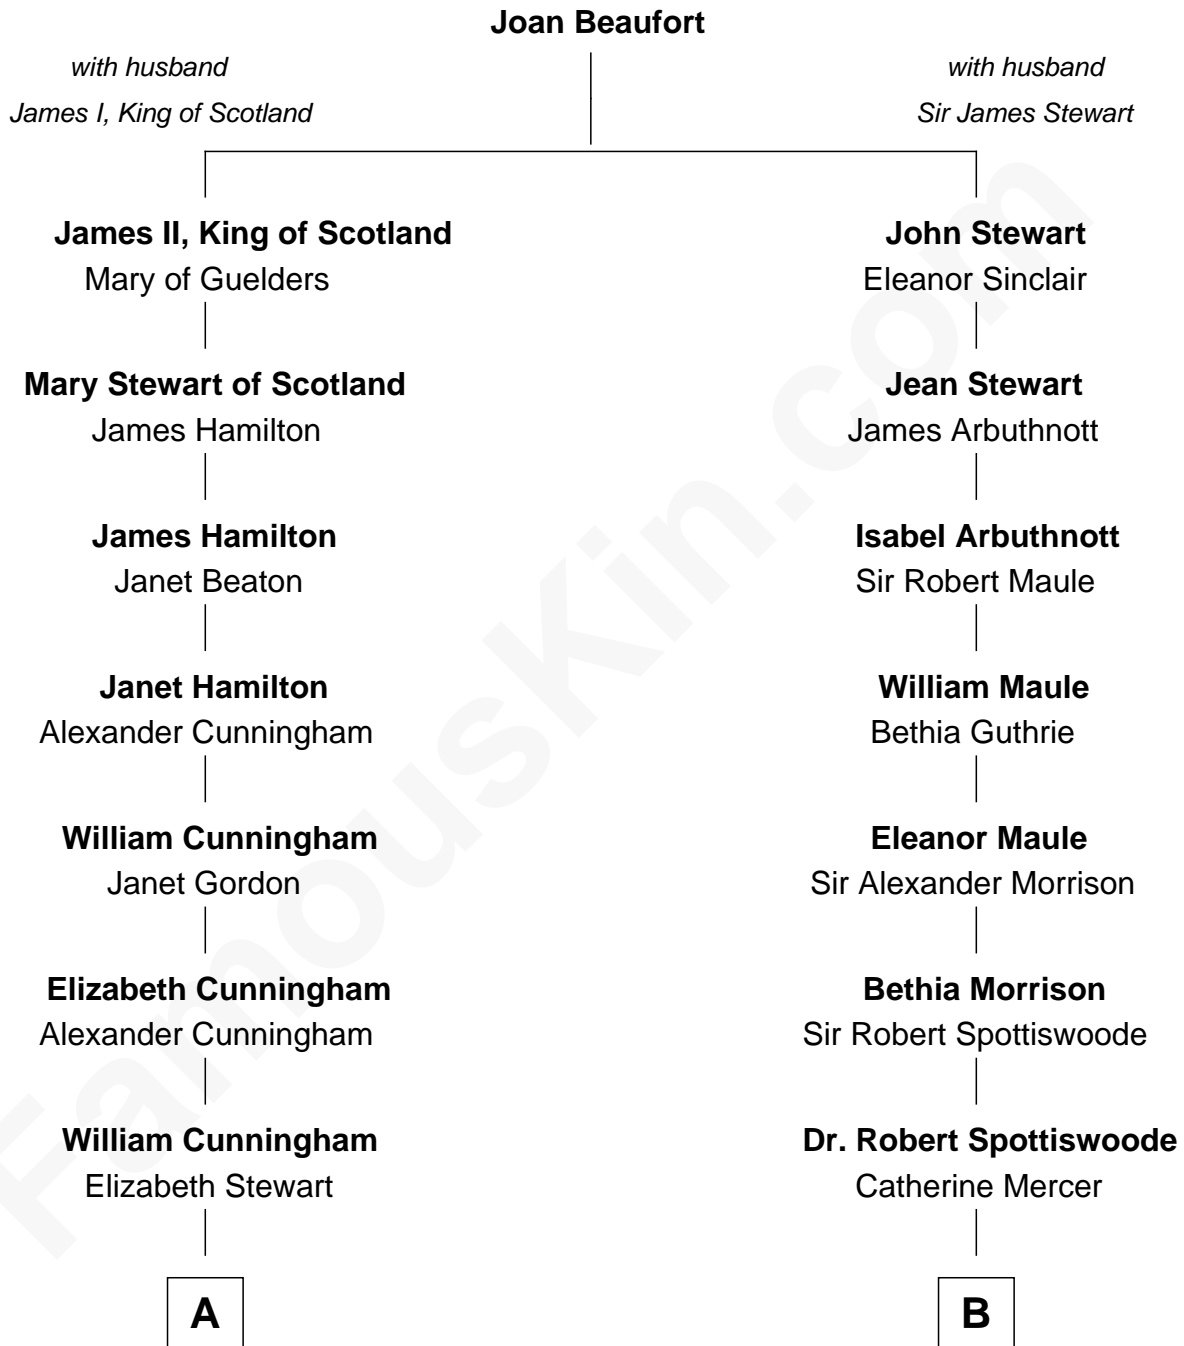 Joan Beaufort
with husband
James I, King of Scotland
with husband
Sir James Stewart
James II, King of Scotland
Mary of Guelders
John Stewart
Eleanor Sinclair
Mary Stewart of Scotland
James Hamilton
Jean Stewart
James Arbuthnott
James Hamilton
Janet Beaton
Isabel Arbuthnott
Sir Robert Maule
Janet Hamilton
Alexander Cunningham
William Maule
Bethia Guthrie
William Cunningham
Janet Gordon
Eleanor Maule
Sir Alexander Morrison
Elizabeth Cunningham
Alexander Cunningham
Bethia Morrison
Sir Robert Spottiswoode
William Cunningham
Elizabeth Stewart
Dr. Robert Spottiswoode
Catherine Mercer
A
B
FamousKin.com